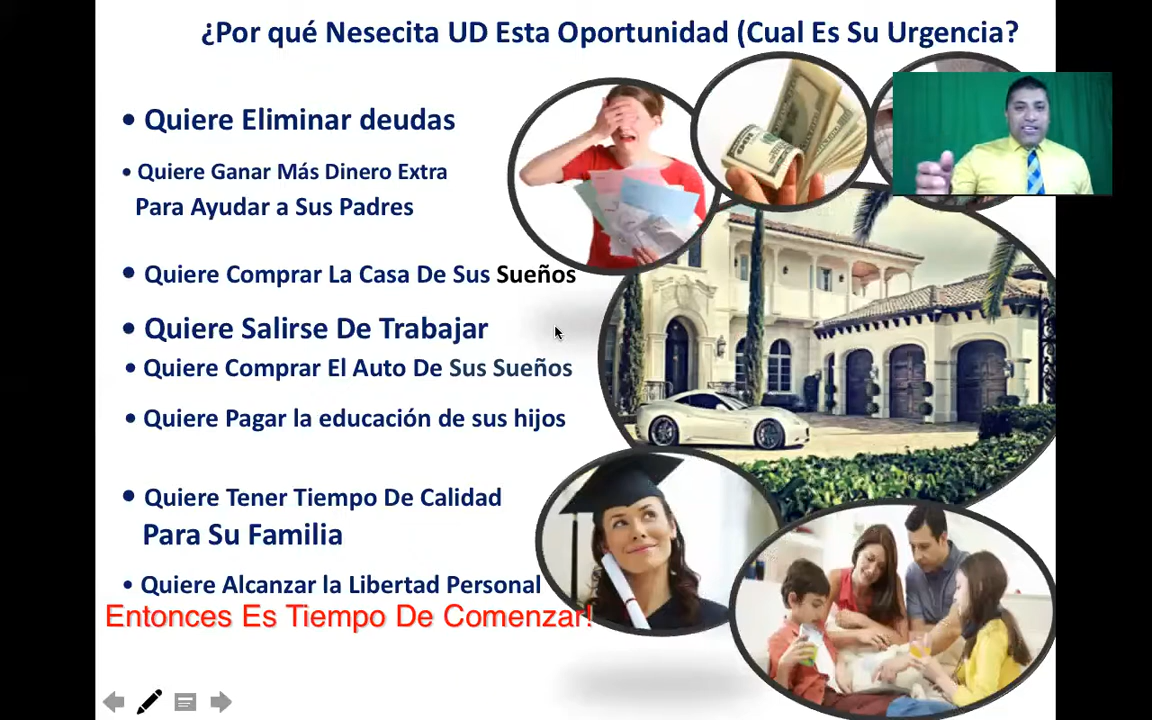 ¿Por qué Nesecita UD Esta Oportunidad (Cual Es Su Urgencia?
• Quiere Eliminar deudas
• Quiere Ganar Más Dinero Extra
Para Ayudar a Sus Padres
• Quiere Comprar La Casa De Sus Sueños
• Quiere Salirse De Trabajar
• Quiere Comprar El Auto De Sus Sueños
• Quiere Pagar la educación de sus hijos
• Quiere Tener Tiempo De Calidad
Para Su Familia
• Quiere Alcanzar la Libertad Personal
Entonces Es Tiempo De Comenzar!